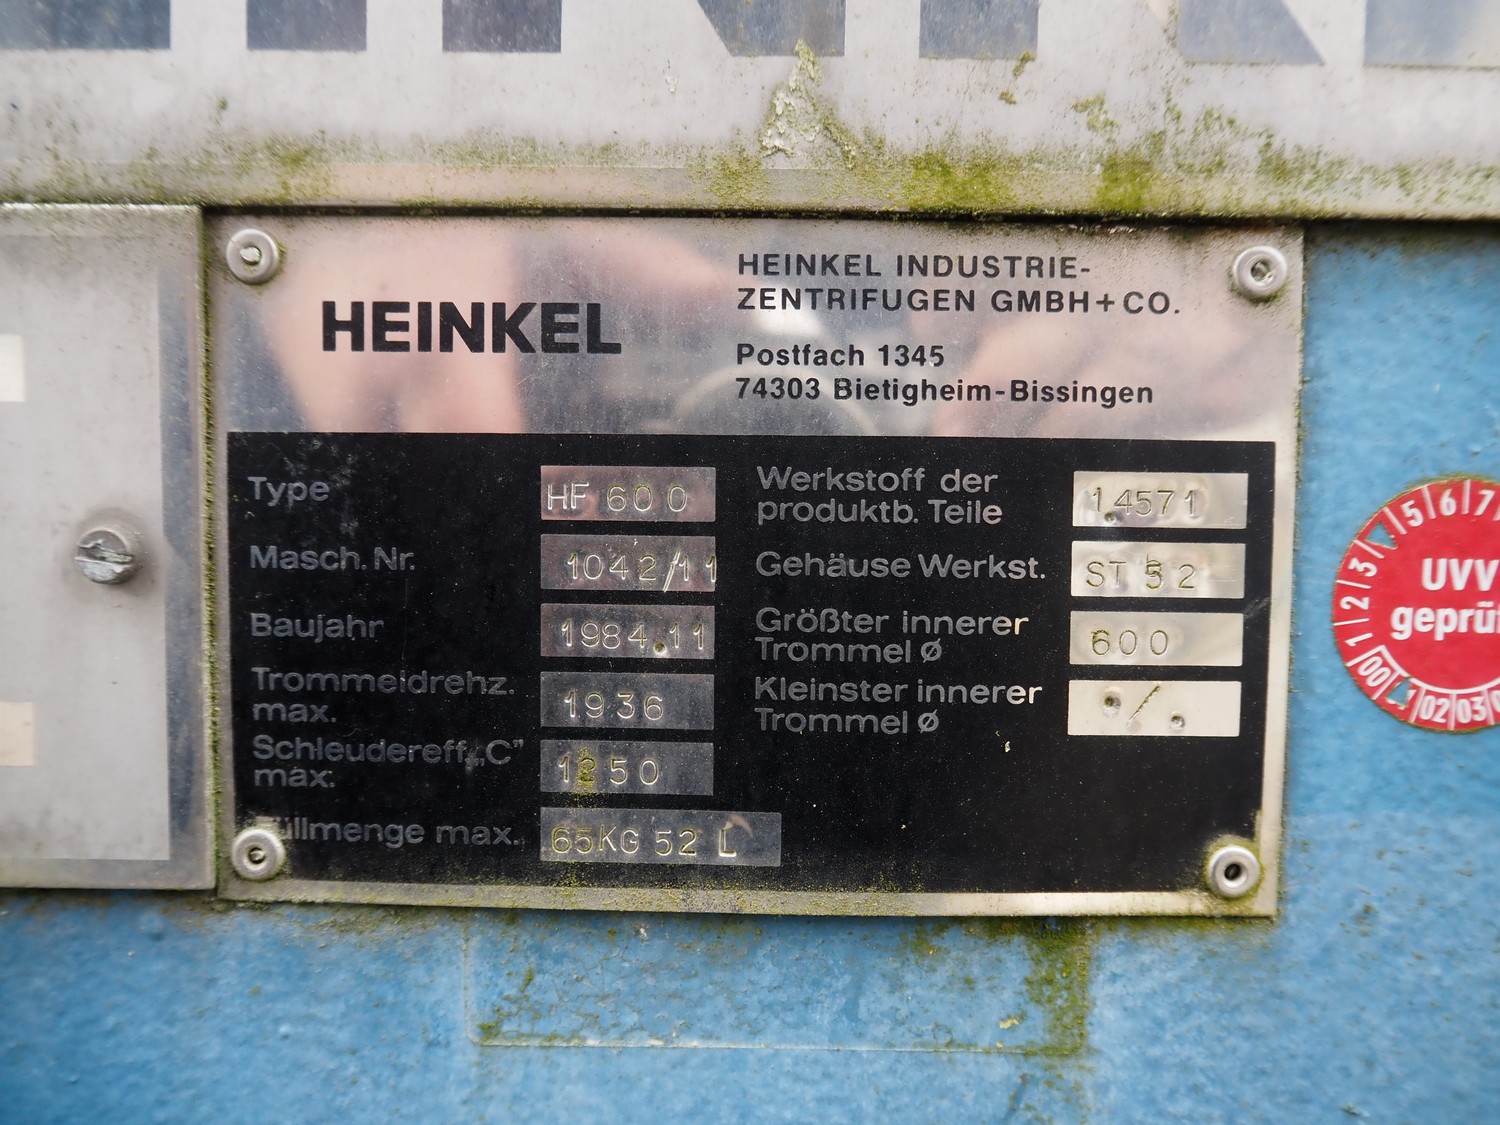 HEINKEL
HEINKEL INDUSTRIE-
ZENTRIFUGEN GMBH+CO.
Postfach 1345
74303 Bietigheim-Bissingen
Type HF 600
Masch. Nr. 1042/11
Baujahr 1984.11
Trommeldrehz.
max. 1936
Schleudereff. „C"
max. 1250
Füllmenge max. 65KG 52 L
Werkstoff der
produktb. Teile 1.4571
Gehäuse Werkst. ST 52
Größter innerer
Trommel Ø 600
Kleinster innerer
Trommel Ø ./.
UVV
1 2 3 5 6 7
00 02 03